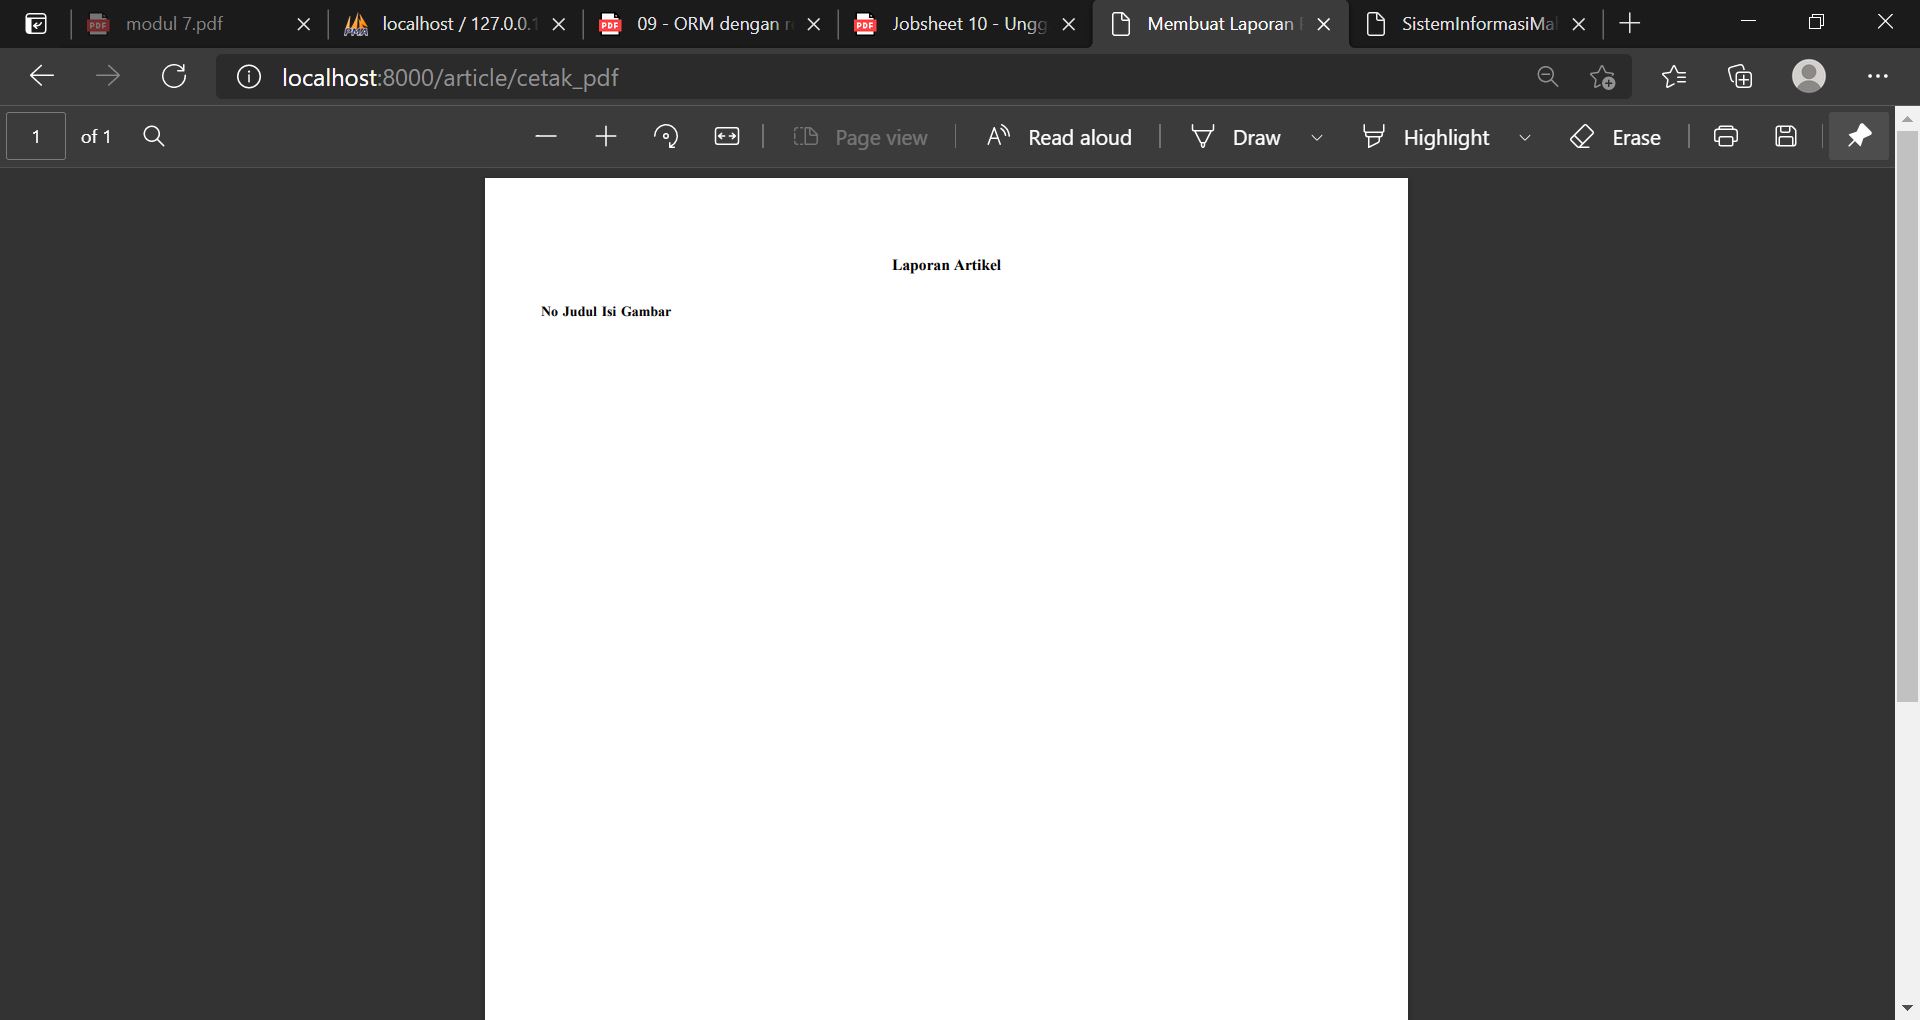 modul 7.pdf
localhost / 127.0.0.1
09 - ORM dengan r
Jobsheet 10 - Ungg
Membuat Laporan
SistemInformasiMa
localhost:8000/article/cetak_pdf
1 of 1
Page view
Read aloud
Draw
Highlight
Erase
Laporan Artikel
No Judul Isi Gambar